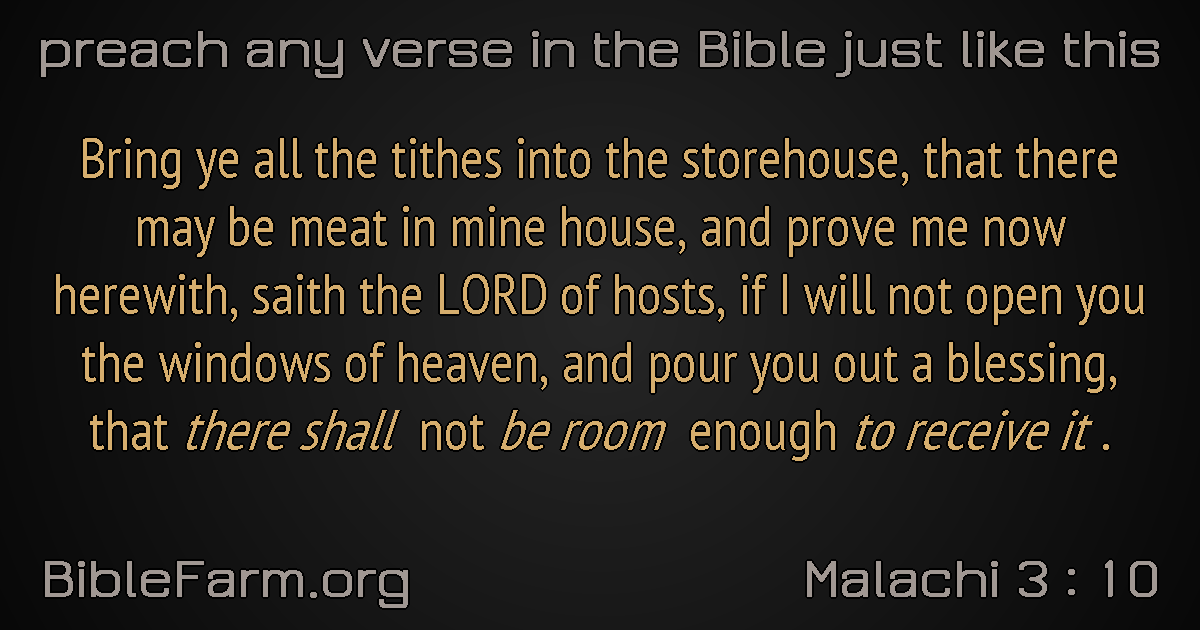 preach any verse in the Bible just like this
Bring ye all the tithes into the storehouse, that there
may be meat in mine house, and prove me now
herewith, saith the LORD of hosts, if I will not open you
the windows of heaven, and pour you out a blessing,
that there shall not be room enough to receive it .
BibleFarm.org
Malachi 3 : 10